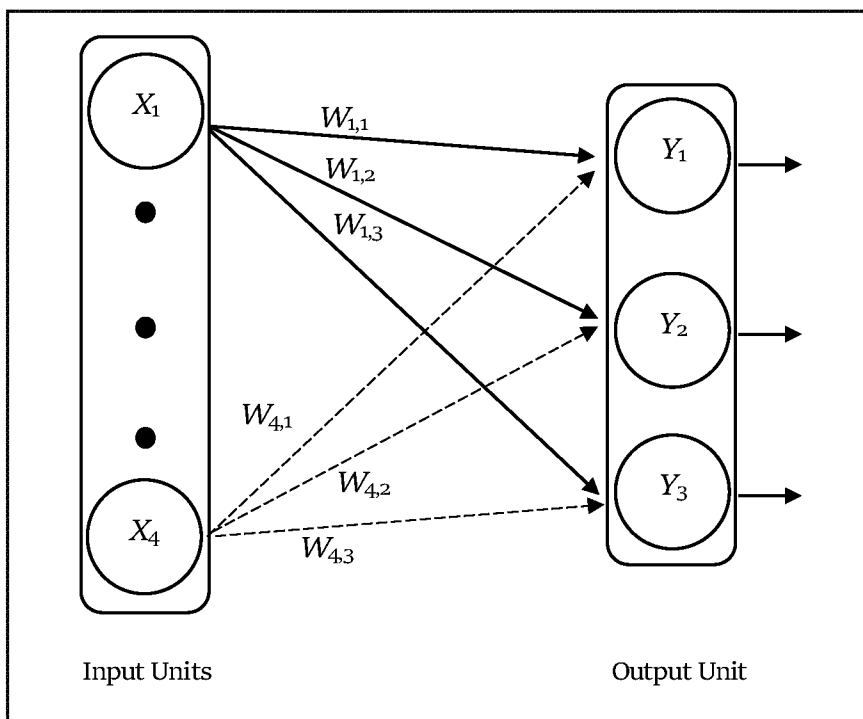 X₁
W₁,₁
Y₁
W₁,₂
W₁,₃
Y₂
W₄,₁
W₄,₂
Y₃
X₄
W₄,₃
Input Units
Output Unit